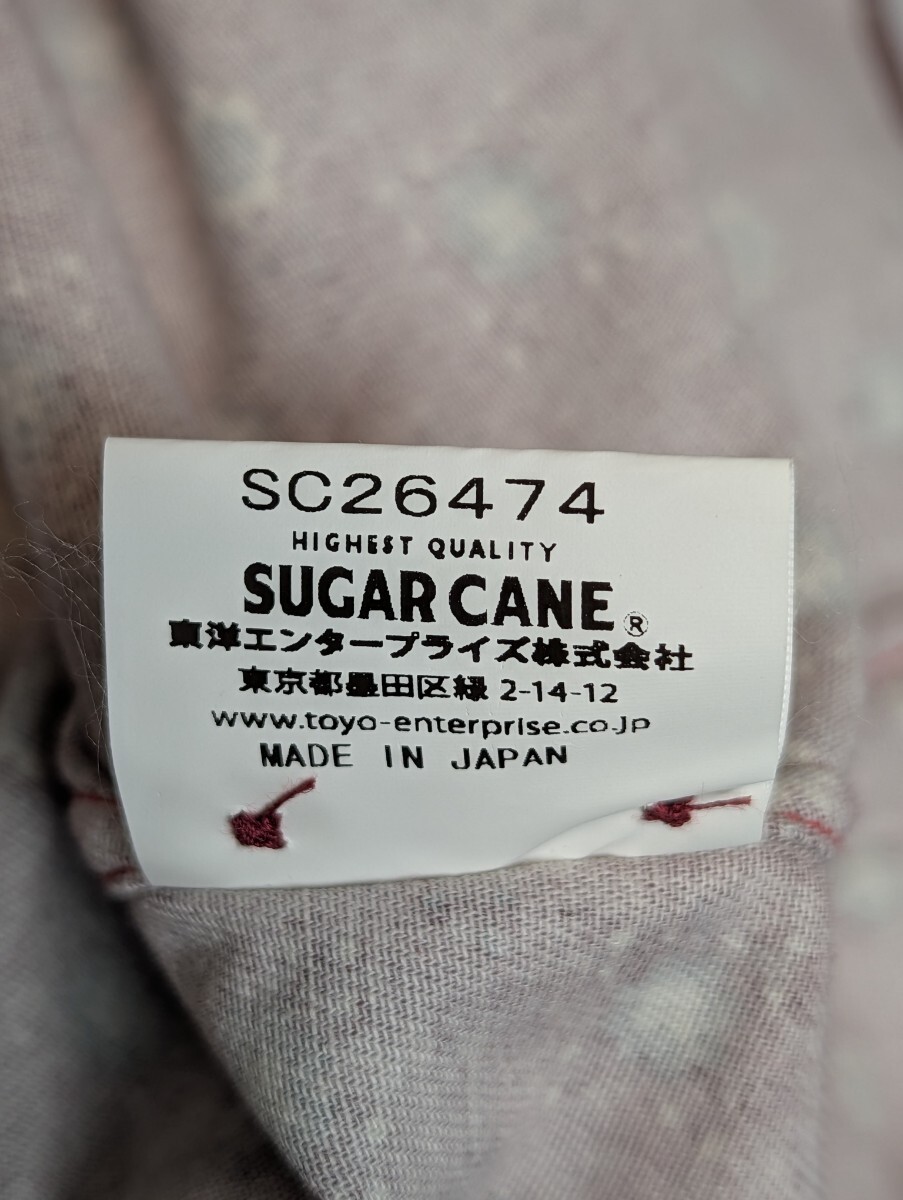 SC26474
HIGHEST QUALITY
SUGAR CANE®
東洋エンタープライズ株式会社
東京都墨田区緑 2-14-12
www.toyo-enterprise.co.jp
MADE IN JAPAN